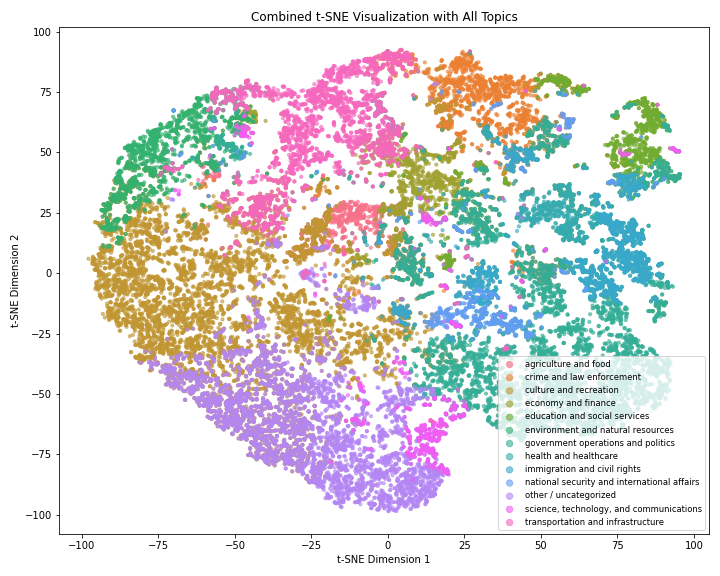 Combined t-SNE Visualization with All Topics
100
75
50
25
0
−25
−50
−75
−100
t-SNE Dimension 2
agriculture and food
crime and law enforcement
culture and recreation
economy and finance
education and social services
environment and natural resources
government operations and politics
health and healthcare
immigration and civil rights
national security and international affairs
other / uncategorized
science, technology, and communications
transportation and infrastructure
−100 −75 −50 −25 0 25 50 75 100
t-SNE Dimension 1